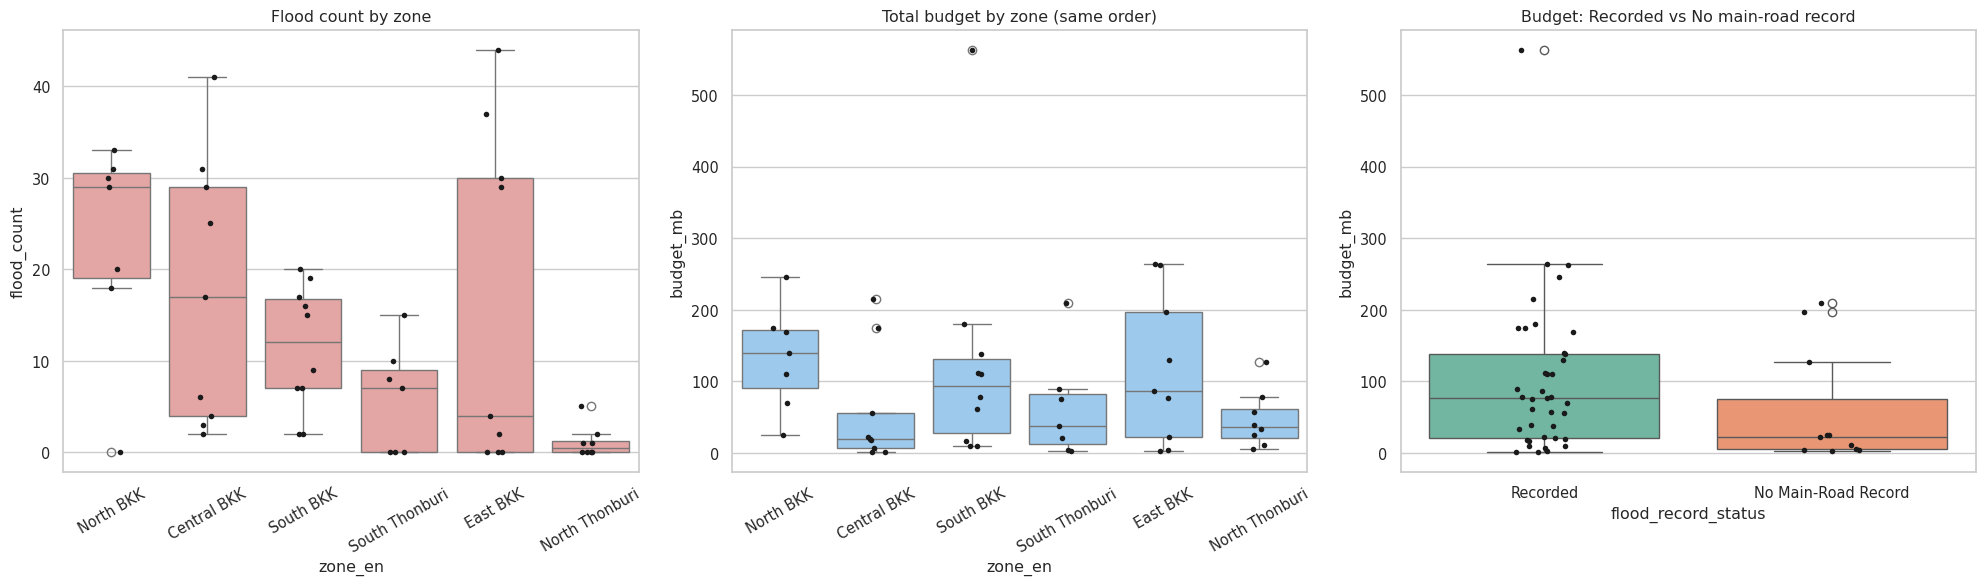 Flood count by zone
flood_count
40
30
20
10
0
North BKK
Central BKK
South BKK
South Thonburi
East BKK
North Thonburi
zone_en
Total budget by zone (same order)
budget_mb
500
400
300
200
100
0
North BKK
Central BKK
South BKK
South Thonburi
East BKK
North Thonburi
zone_en
Budget: Recorded vs No main-road record
budget_mb
500
400
300
200
100
0
Recorded
No Main-Road Record
flood_record_status